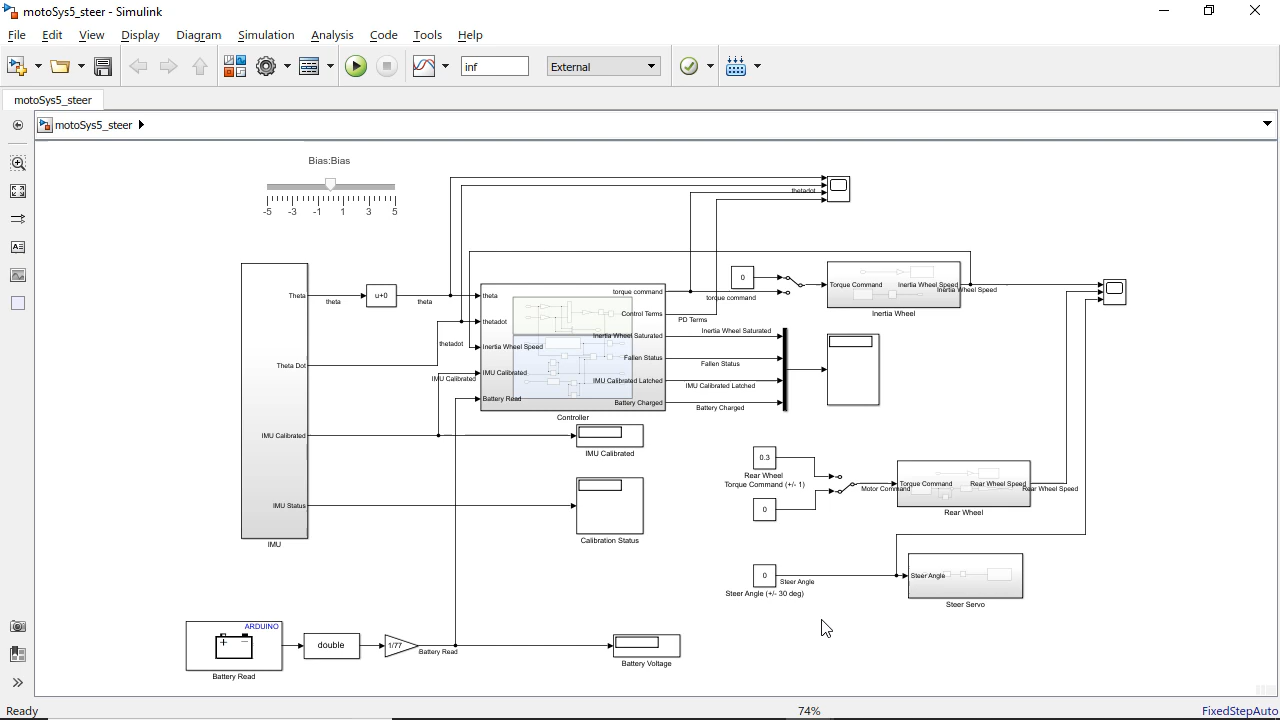 motoSys5_steer - Simulink
File Edit View Display Diagram Simulation Analysis Code Tools Help
inf External
motoSys5_steer
motoSys5_steer
Bias:Bias
-5 -3 -1 1 3 5
thetadot
Theta
theta
u+0
theta
Theta Dot
thetadot
IMU Calibrated
IMU Calibrated
IMU Status
IMU
theta
thetadot
Inertia Wheel Speed
IMU Calibrated
Battery Read
torque command
Control Terms
Inertia Wheel Saturated
Fallen Status
IMU Calibrated Latched
Battery Charged
Controller
0
torque command
PD Terms
Inertia Wheel Saturated
Fallen Status
IMU Calibrated Latched
Battery Charged
Torque Command
Inertia Wheel Speed
Inertia Wheel Speed
Inertia Wheel
IMU Calibrated
Calibration Status
0.3
Rear Wheel
Torque Command (+/- 1)
0
Motor Command
Torque Command
Rear Wheel Speed
Rear Wheel Speed
Rear Wheel
0
Steer Angle
Steer Angle (+/- 30 deg)
Steer Angle
Steer Servo
ARDUINO
Battery Read
double
1/77
Battery Read
Battery Voltage
Ready 74% FixedStepAuto